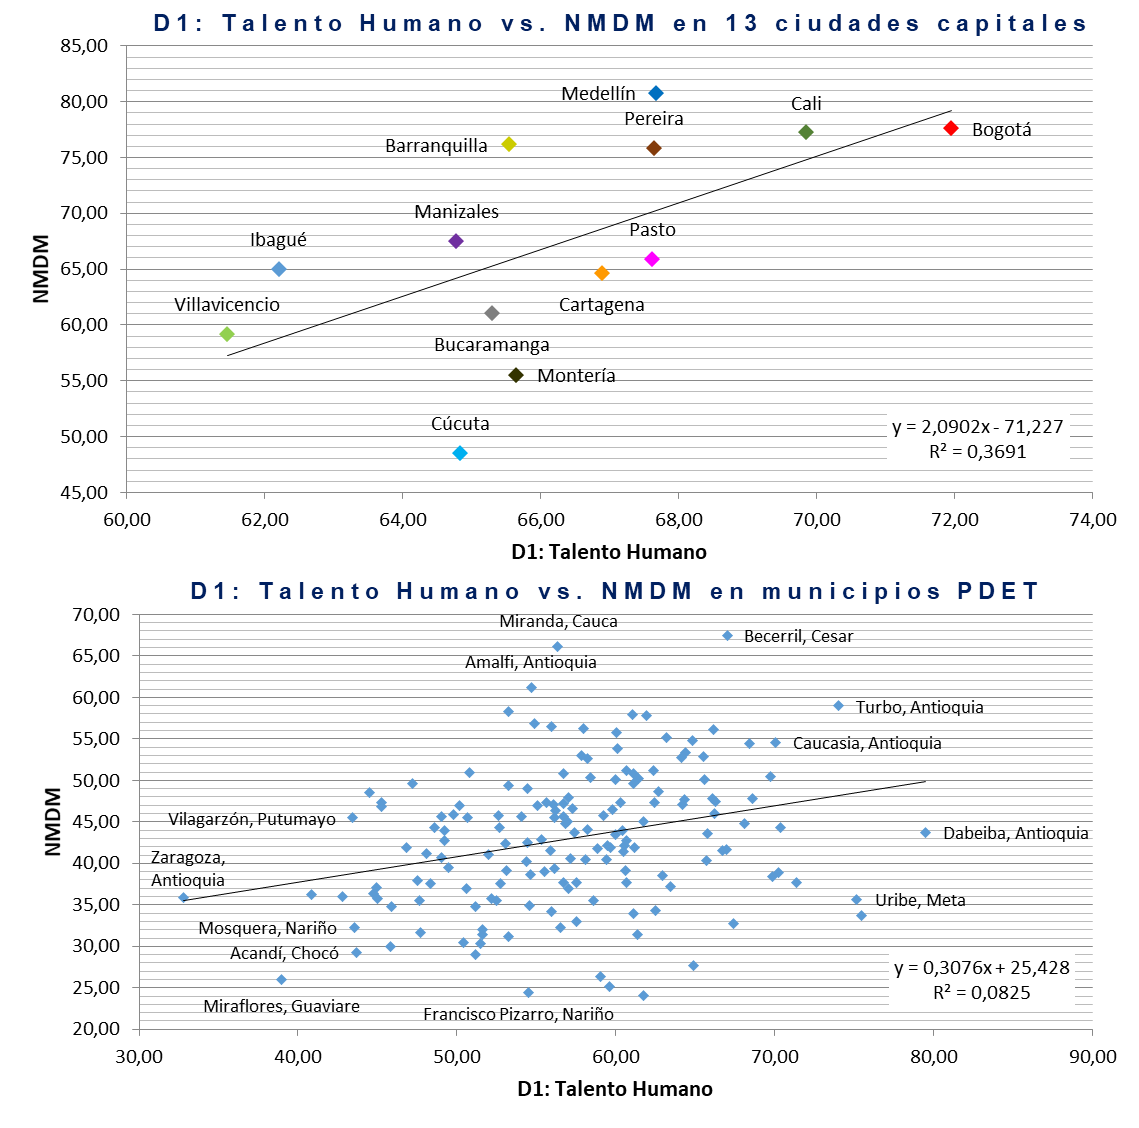 D1: Talento Humano vs. NMDM en 13 ciudades capitales
85,00
80,00
75,00
70,00
65,00
60,00
55,00
50,00
45,00
NMDM
Medellín
Pereira
Cali
Bogotá
Barranquilla
Manizales
Pasto
Ibagué
Villavicencio
Cartagena
Bucaramanga
Montería
Cúcuta
y = 2,0902x - 71,227
R² = 0,3691
60,00 62,00 64,00 66,00 68,00 70,00 72,00 74,00
D1: Talento Humano
D1: Talento Humano vs. NMDM en municipios PDET
70,00
65,00
60,00
55,00
50,00
45,00
40,00
35,00
30,00
25,00
20,00
NMDM
Miranda, Cauca
Becerril, Cesar
Amalfi, Antioquia
Turbo, Antioquia
Caucasia, Antioquia
Vilagarzón, Putumayo
Dabeiba, Antioquia
Zaragoza,
Antioquia
Uribe, Meta
Mosquera, Nariño
Acandí, Chocó
Miraflores, Guaviare
Francisco Pizarro, Nariño
y = 0,3076x + 25,428
R² = 0,0825
30,00 40,00 50,00 60,00 70,00 80,00 90,00
D1: Talento Humano